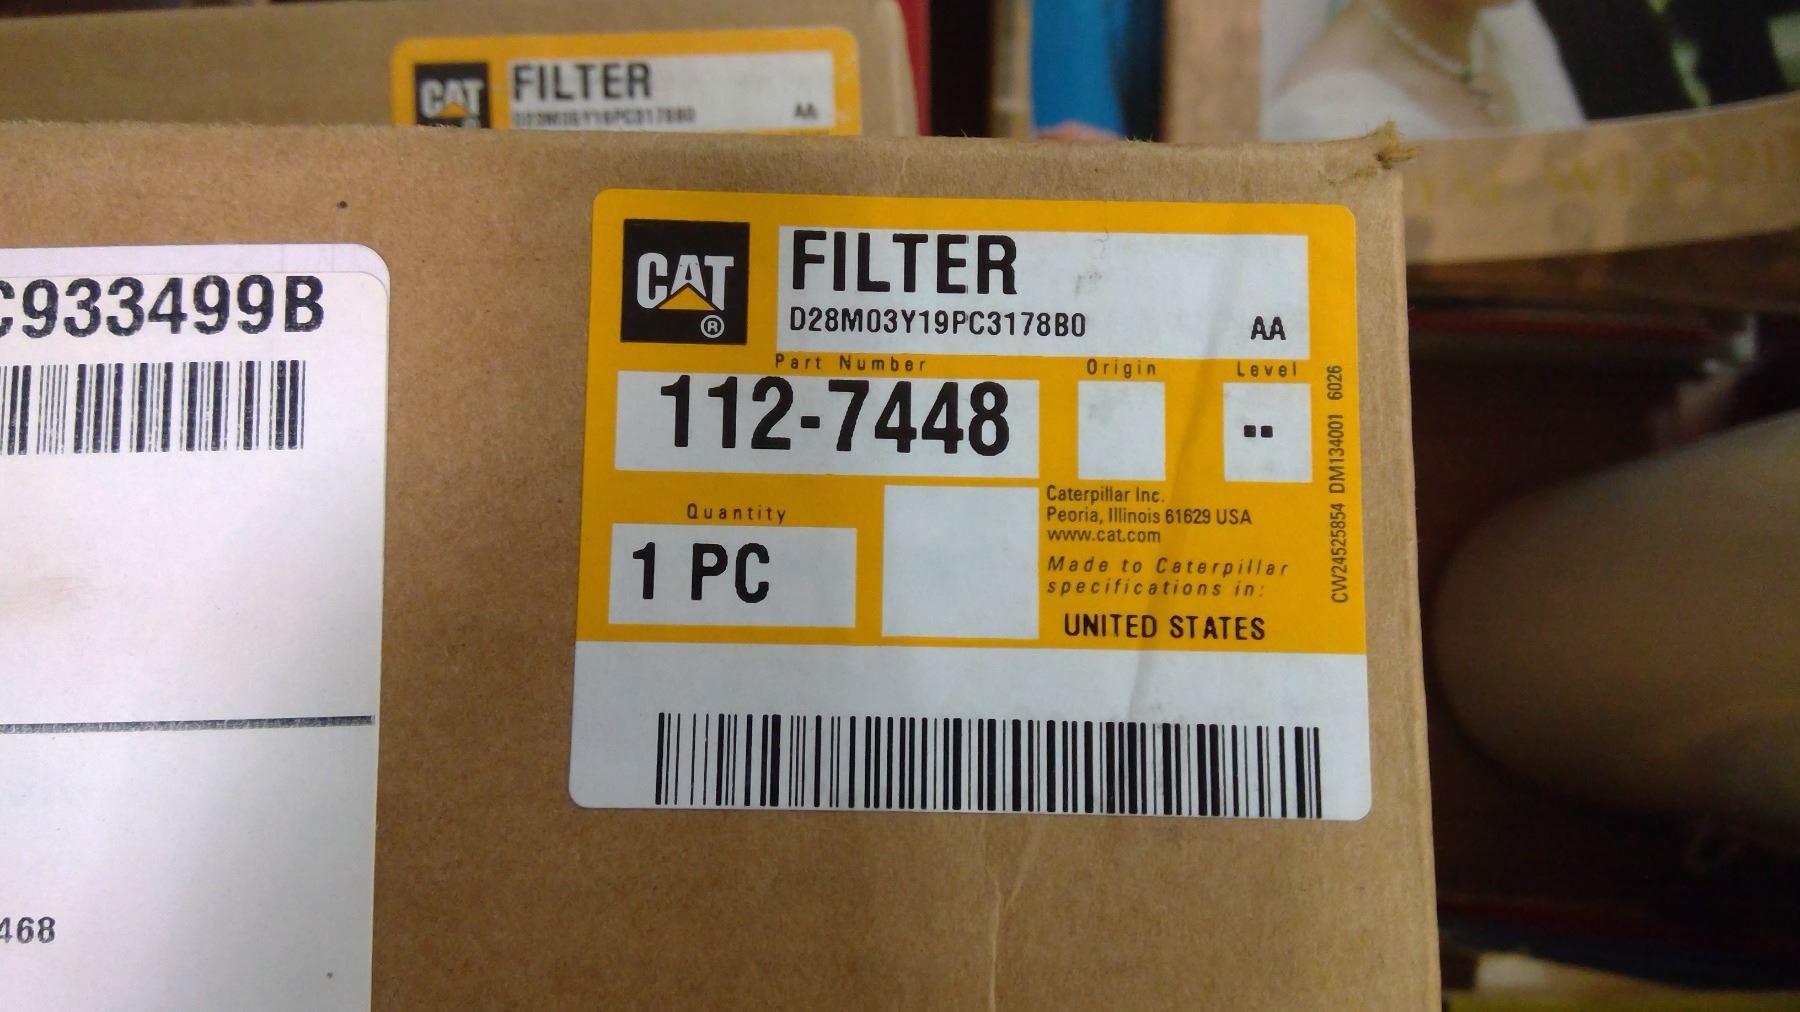 CAT
FILTER
AA
C933499B
468
CAT
®
FILTER
D28M03Y19PC3178B0
AA
Part Number
Origin
Level
112-7448
--
Quantity
1 PC
Caterpillar Inc.
Peoria, Illinois 61629 USA
www.cat.com
Made to Caterpillar
specifications in:
UNITED STATES
CW24525854 DM134001 6026